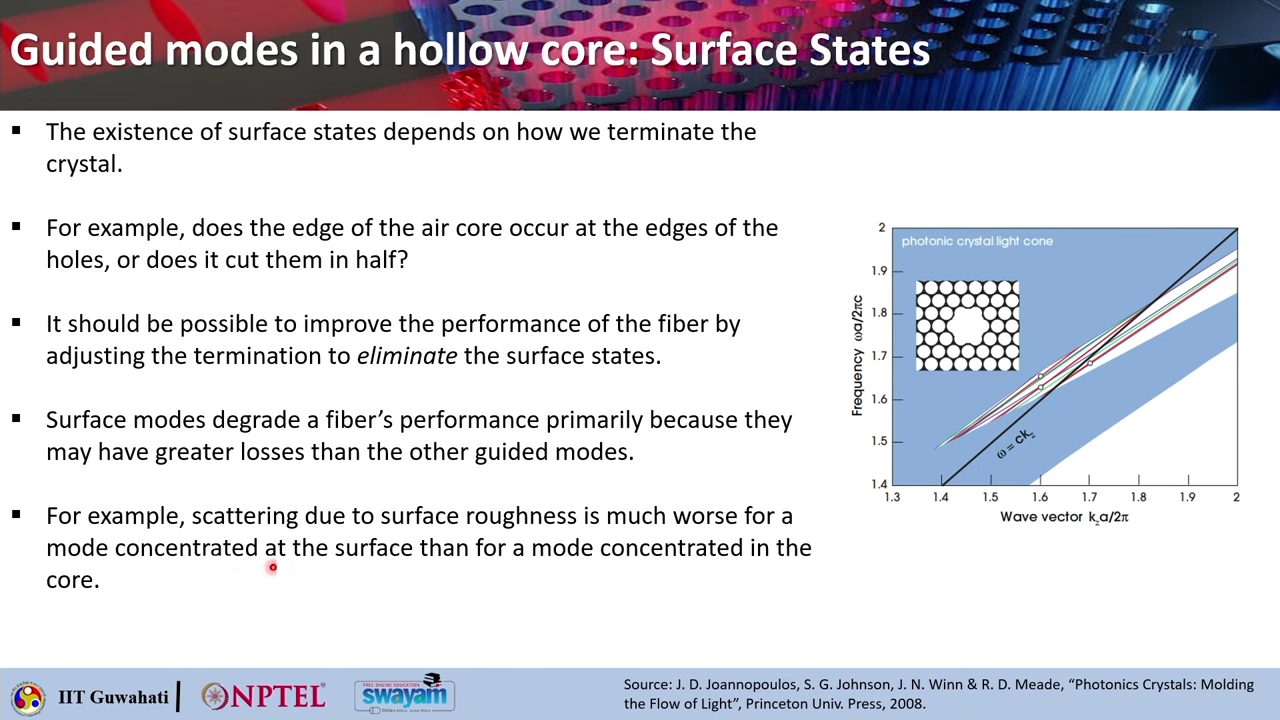 Guided modes in a hollow core: Surface States
▪ The existence of surface states depends on how we terminate the
crystal.
▪ For example, does the edge of the air core occur at the edges of the
holes, or does it cut them in half?
▪ It should be possible to improve the performance of the fiber by
adjusting the termination to eliminate the surface states.
▪ Surface modes degrade a fiber's performance primarily because they
may have greater losses than the other guided modes.
▪ For example, scattering due to surface roughness is much worse for a
mode concentrated at the surface than for a mode concentrated in the
core.
photonic crystal light cone
Frequency ωa/2πc
2
1.9
1.8
1.7
1.6
1.5
1.4
ω = ck_z
1.3 1.4 1.5 1.6 1.7 1.8 1.9 2
Wave vector k_z a/2π
IIT Guwahati
NPTEL
FREE ONLINE EDUCATION
swayam
Source: J. D. Joannopoulos, S. G. Johnson, J. N. Winn & R. D. Meade, “Photonics Crystals: Molding
the Flow of Light”, Princeton Univ. Press, 2008.